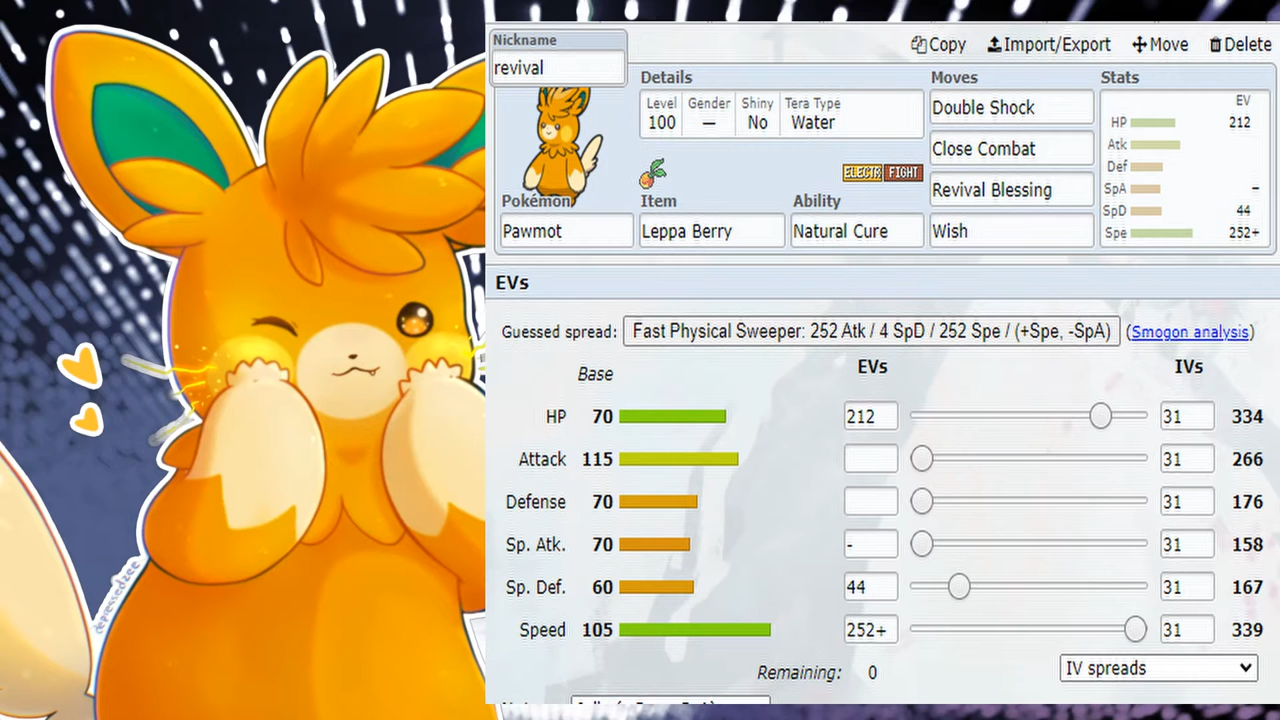 Nickname
revival
Copy Import/Export Move Delete
Details
Level Gender Shiny Tera Type
100 — No Water
ELECTR FIGHT
Pokémon Item Ability
Pawmot Leppa Berry Natural Cure
Moves
Double Shock
Close Combat
Revival Blessing
Wish
Stats
EV
HP 212
Atk
Def
SpA –
SpD 44
Spe 252+
EVs
Guessed spread: Fast Physical Sweeper: 252 Atk / 4 SpD / 252 Spe / (+Spe, -SpA) (Smogon analysis)
Base EVs IVs
HP 70 212 31 334
Attack 115 31 266
Defense 70 31 176
Sp. Atk. 70 - 31 158
Sp. Def. 60 44 31 167
Speed 105 252+ 31 339
Remaining: 0 IV spreads
depressedzee